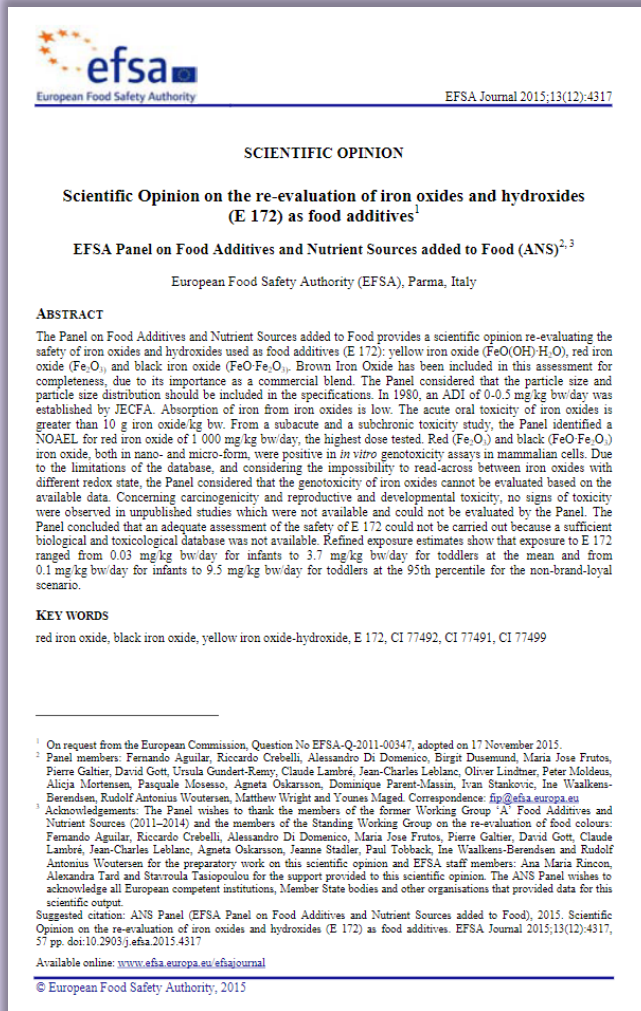 efsa
European Food Safety Authority
EFSA Journal 2015;13(12):4317
SCIENTIFIC OPINION
Scientific Opinion on the re-evaluation of iron oxides and hydroxides
(E 172) as food additives1
EFSA Panel on Food Additives and Nutrient Sources added to Food (ANS)2, 3
European Food Safety Authority (EFSA), Parma, Italy
ABSTRACT
The Panel on Food Additives and Nutrient Sources added to Food provides a scientific opinion re-evaluating the
safety of iron oxides and hydroxides used as food additives (E 172): yellow iron oxide (FeO(OH)·H2O), red iron
oxide (Fe2O3) and black iron oxide (FeO·Fe2O3). Brown Iron Oxide has been included in this assessment for
completeness, due to its importance as a commercial blend. The Panel considered that the particle size and
particle size distribution should be included in the specifications. In 1980, an ADI of 0-0.5 mg/kg bw/day was
established by JECFA. Absorption of iron from iron oxides is low. The acute oral toxicity of iron oxides is
greater than 10 g iron oxide/kg bw. From a subacute and a subchronic toxicity study, the Panel identified a
NOAEL for red iron oxide of 1 000 mg/kg bw/day, the highest dose tested. Red (Fe2O3) and black (FeO·Fe2O3)
iron oxide, both in nano- and micro-form, were positive in in vitro genotoxicity assays in mammalian cells. Due
to the limitations of the database, and considering the impossibility to read-across between iron oxides with
different redox state, the Panel considered that the genotoxicity of iron oxides cannot be evaluated based on the
available data. Concerning carcinogenicity and reproductive and developmental toxicity, no signs of toxicity
were observed in unpublished studies which were not available and could not be evaluated by the Panel. The
Panel concluded that an adequate assessment of the safety of E 172 could not be carried out because a sufficient
biological and toxicological database was not available. Refined exposure estimates show that exposure to E 172
ranged from 0.03 mg/kg bw/day for infants to 3.7 mg/kg bw/day for toddlers at the mean and from
0.1 mg/kg bw/day for infants to 9.5 mg/kg bw/day for toddlers at the 95th percentile for the non-brand-loyal
scenario.
KEY WORDS
red iron oxide, black iron oxide, yellow iron oxide-hydroxide, E 172, CI 77492, CI 77491, CI 77499
1 On request from the European Commission, Question No EFSA-Q-2011-00347, adopted on 17 November 2015.
2 Panel members: Fernando Aguilar, Riccardo Crebelli, Alessandro Di Domenico, Birgit Dusemund, Maria Jose Frutos,
Pierre Galtier, David Gott, Ursula Gundert-Remy, Claude Lambré, Jean-Charles Leblanc, Oliver Lindtner, Peter Moldeus,
Alicja Mortensen, Pasquale Mosesso, Agneta Oskarsson, Dominique Parent-Massin, Ivan Stankovic, Ine Waalkens-
Berendsen, Rudolf Antonius Woutersen, Matthew Wright and Younes Maged. Correspondence: fip@efsa.europa.eu
3 Acknowledgements: The Panel wishes to thank the members of the former Working Group ‘A’ Food Additives and
Nutrient Sources (2011–2014) and the members of the Standing Working Group on the re-evaluation of food colours:
Fernando Aguilar, Riccardo Crebelli, Alessandro Di Domenico, Maria Jose Frutos, Pierre Galtier, David Gott, Claude
Lambré, Jean-Charles Leblanc, Agneta Oskarsson, Jeanne Stadler, Paul Tobback, Ine Waalkens-Berendsen and Rudolf
Antonius Woutersen for the preparatory work on this scientific opinion and EFSA staff members: Ana Maria Rincon,
Alexandra Tard and Stavroula Tasiopoulou for the support provided to this scientific opinion. The ANS Panel wishes to
acknowledge all European competent institutions, Member State bodies and other organisations that provided data for this
scientific output.
Suggested citation: ANS Panel (EFSA Panel on Food Additives and Nutrient Sources added to Food), 2015. Scientific
Opinion on the re-evaluation of iron oxides and hydroxides (E 172) as food additives. EFSA Journal 2015;13(12):4317,
57 pp. doi:10.2903/j.efsa.2015.4317
Available online: www.efsa.europa.eu/efsajournal
© European Food Safety Authority, 2015